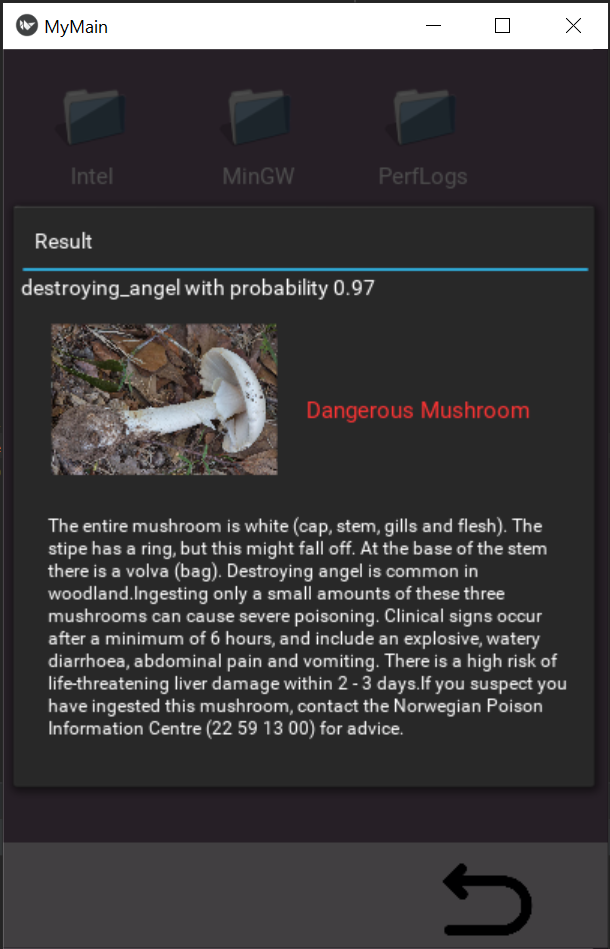 MyMain
Intel MinGW PerfLogs
Result
destroying_angel with probability 0.97
Dangerous Mushroom
The entire mushroom is white (cap, stem, gills and flesh). The
stipe has a ring, but this might fall off. At the base of the stem
there is a volva (bag). Destroying angel is common in
woodland.Ingesting only a small amounts of these three
mushrooms can cause severe poisoning. Clinical signs occur
after a minimum of 6 hours, and include an explosive, watery
diarrhoea, abdominal pain and vomiting. There is a high risk of
life-threatening liver damage within 2 - 3 days.If you suspect you
have ingested this mushroom, contact the Norwegian Poison
Information Centre (22 59 13 00) for advice.